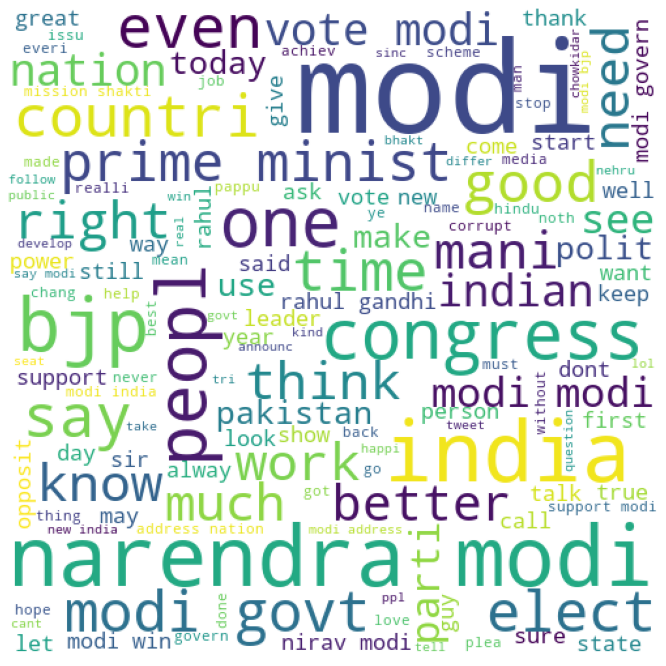 great
issu
everi
even
vote modi
thank
achiev
sinc
scheme
man
chowkidar
modi bjp
modi govern
nation
today
job
give
modi
stop
need
mission shakti
countri
bhakt
come
start
prime minist
differ
media
nehru
made
follow
realli
pappu
ask
vote
new
good
well
public
win
rahul
ye
name
hindu
noth
see
right
real
one
make
corrupt
develop
way
mean
said
mani
polit
power
say modi
still
time
use
rahul gandhi
indian
want
keep
chang
help
best
govt
year
leader
kind
bjp
peopl
announc
congress
seat
support
never
tri
think
must
dont
lol
modi india
take
modi modi
without
say
pakistan
person
first
tweet
question
opposit
day
sir
look
show
back
happi
india
know
alway
work
go
thing
may
much
got
better
talk
true
call
support modi
new india
address nation
modi address
narendra modi
parti
hope
done
ppl
love
guy
modi govt
elect
cant
let
modi win
govern
nirav modi
tell
plea
sure
state